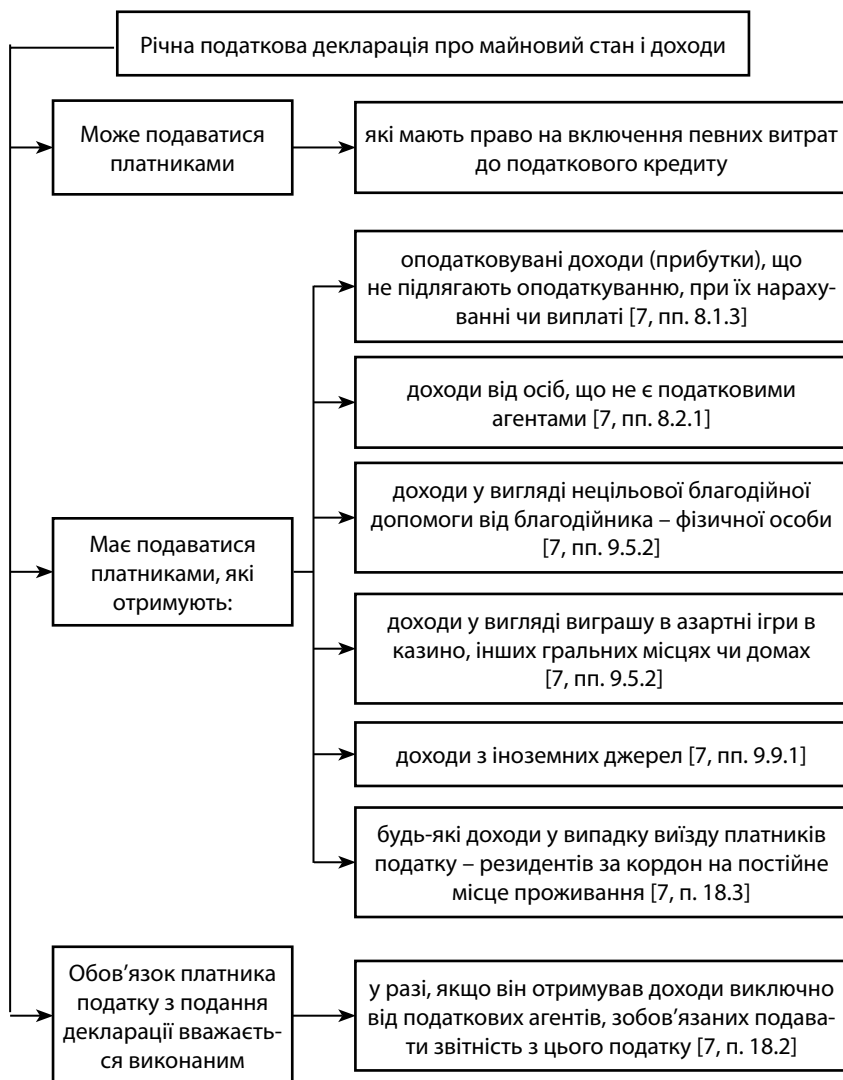 Річна податкова декларація про майновий стан і доходи
Може подаватися
платниками
які мають право на включення певних витрат
до податкового кредиту
Має подаватися
платниками, які
отримують:
оподатковувані доходи (прибутки), що
не підлягають оподаткуванню, при їх нараху-
ванні чи виплаті [7, пп. 8.1.3]
доходи від осіб, що не є податковими
агентами [7, пп. 8.2.1]
доходи у вигляді нецільової благодійної
допомоги від благодійника – фізичної особи
[7, пп. 9.5.2]
доходи у вигляді виграшу в азартні ігри в
казино, інших гральних місцях чи домах
[7, пп. 9.5.2]
доходи з іноземних джерел [7, пп. 9.9.1]
будь-які доходи у випадку виїзду платників
податку – резидентів за кордон на постійне
місце проживання [7, п. 18.3]
Обов’язок платника
податку з подання
декларації вважаєть-
ся виконаним
у разі, якщо він отримував доходи виключно
від податкових агентів, зобов’язаних подава-
ти звітність з цього податку [7, п. 18.2]